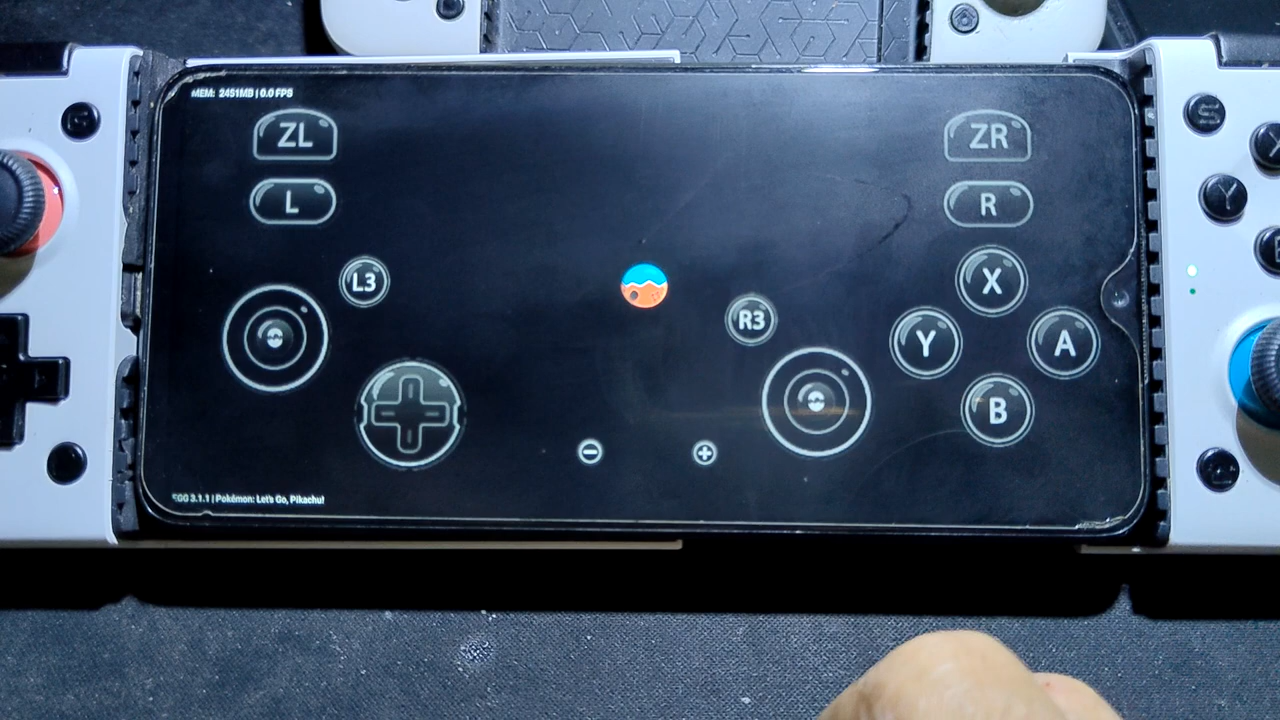 MEM: 2451MB | 0.0 FPS
ZL
ZR
L
R
L3
X
R3
Y
A
B
EGG 3.1.1 | Pokémon: Let's Go, Pikachu!
G
S
Y